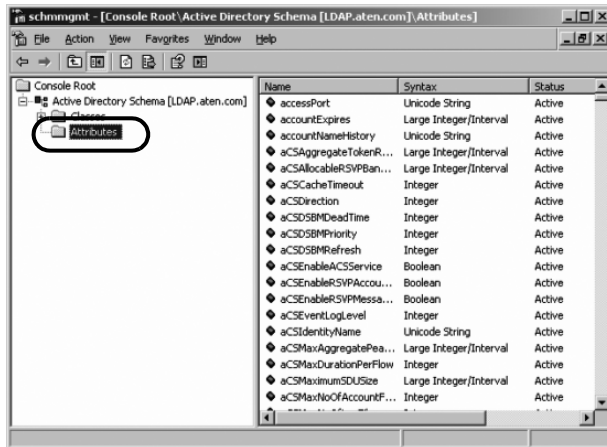 schmmgmt - [Console Root\Active Directory Schema [LDAP.aten.com]\Attributes]
File Action View Favorites Window Help
Console Root
Active Directory Schema [LDAP.aten.com]
Classes
Attributes
Name Syntax Status
accessPort Unicode String Active
accountExpires Large Integer/Interval Active
accountNameHistory Unicode String Active
aCSAggregateTokenR... Large Integer/Interval Active
aCSAllocableRSVPBan... Large Integer/Interval Active
aCSCacheTimeout Integer Active
aCSDirection Integer Active
aCSDSBMDeadTime Integer Active
aCSDSBMPriority Integer Active
aCSDSBMRefresh Integer Active
aCSEnableACSService Boolean Active
aCSEnableRSVPAccou... Boolean Active
aCSEnableRSVPMessa... Boolean Active
aCSEventLogLevel Integer Active
aCSIdentityName Unicode String Active
aCSMaxAggregatePea... Large Integer/Interval Active
aCSMaxDurationPerFlow Integer Active
aCSMaximumSDUSize Large Integer/Interval Active
aCSMaxNoOfAccountF... Integer Active